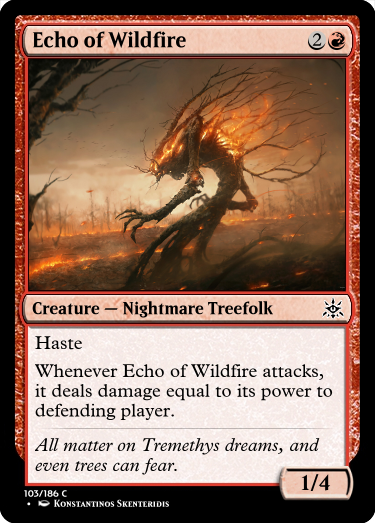 Echo of Wildfire 2
Creature — Nightmare Treefolk
Haste
Whenever Echo of Wildfire attacks,
it deals damage equal to its power to
defending player.
All matter on Tremethys dreams, and
even trees can fear.
1/4
103/186 C
• Konstantinos Skenteridis